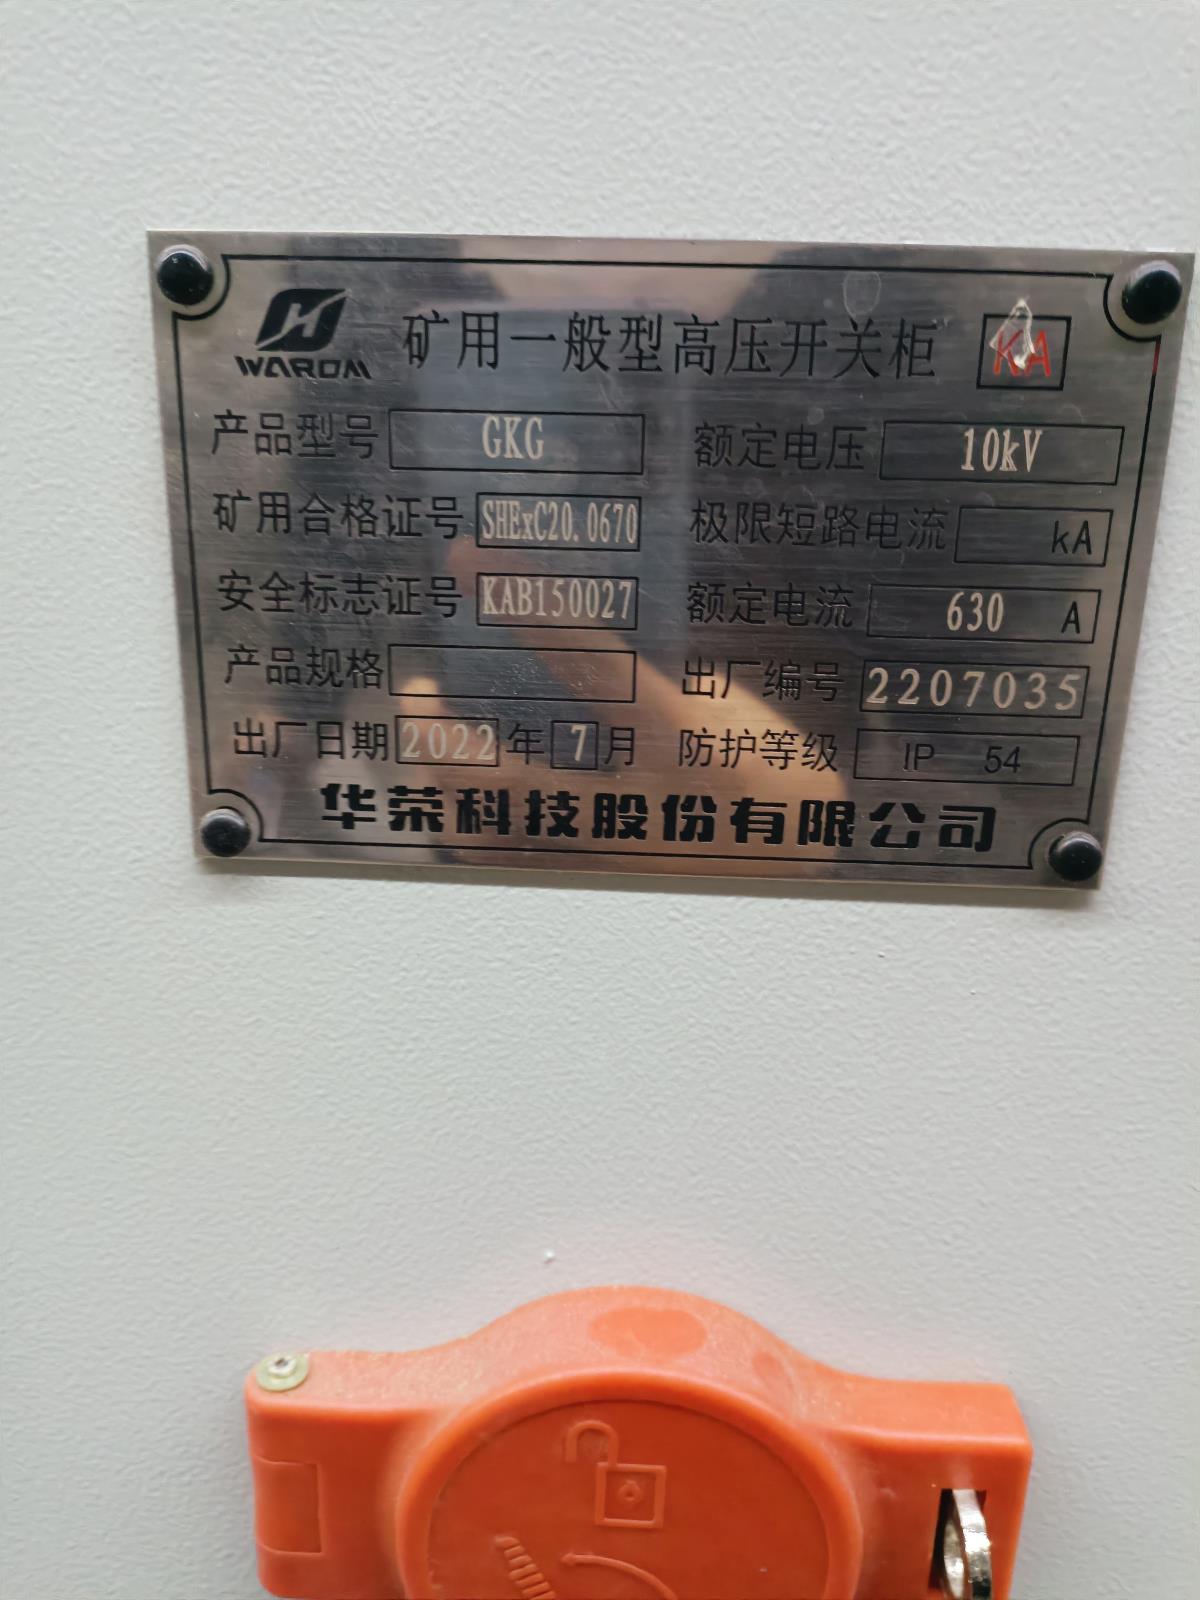 WAROM 矿用一般型高压开关柜 KA
产品型号 GKG 额定电压 10kV
矿用合格证号 SHExC20.0670 极限短路电流 kA
安全标志证号 KAB150027 额定电流 630 A
产品规格 出厂编号 2207035
出厂日期 2022 年 7 月 防护等级 IP 54
华荣科技股份有限公司